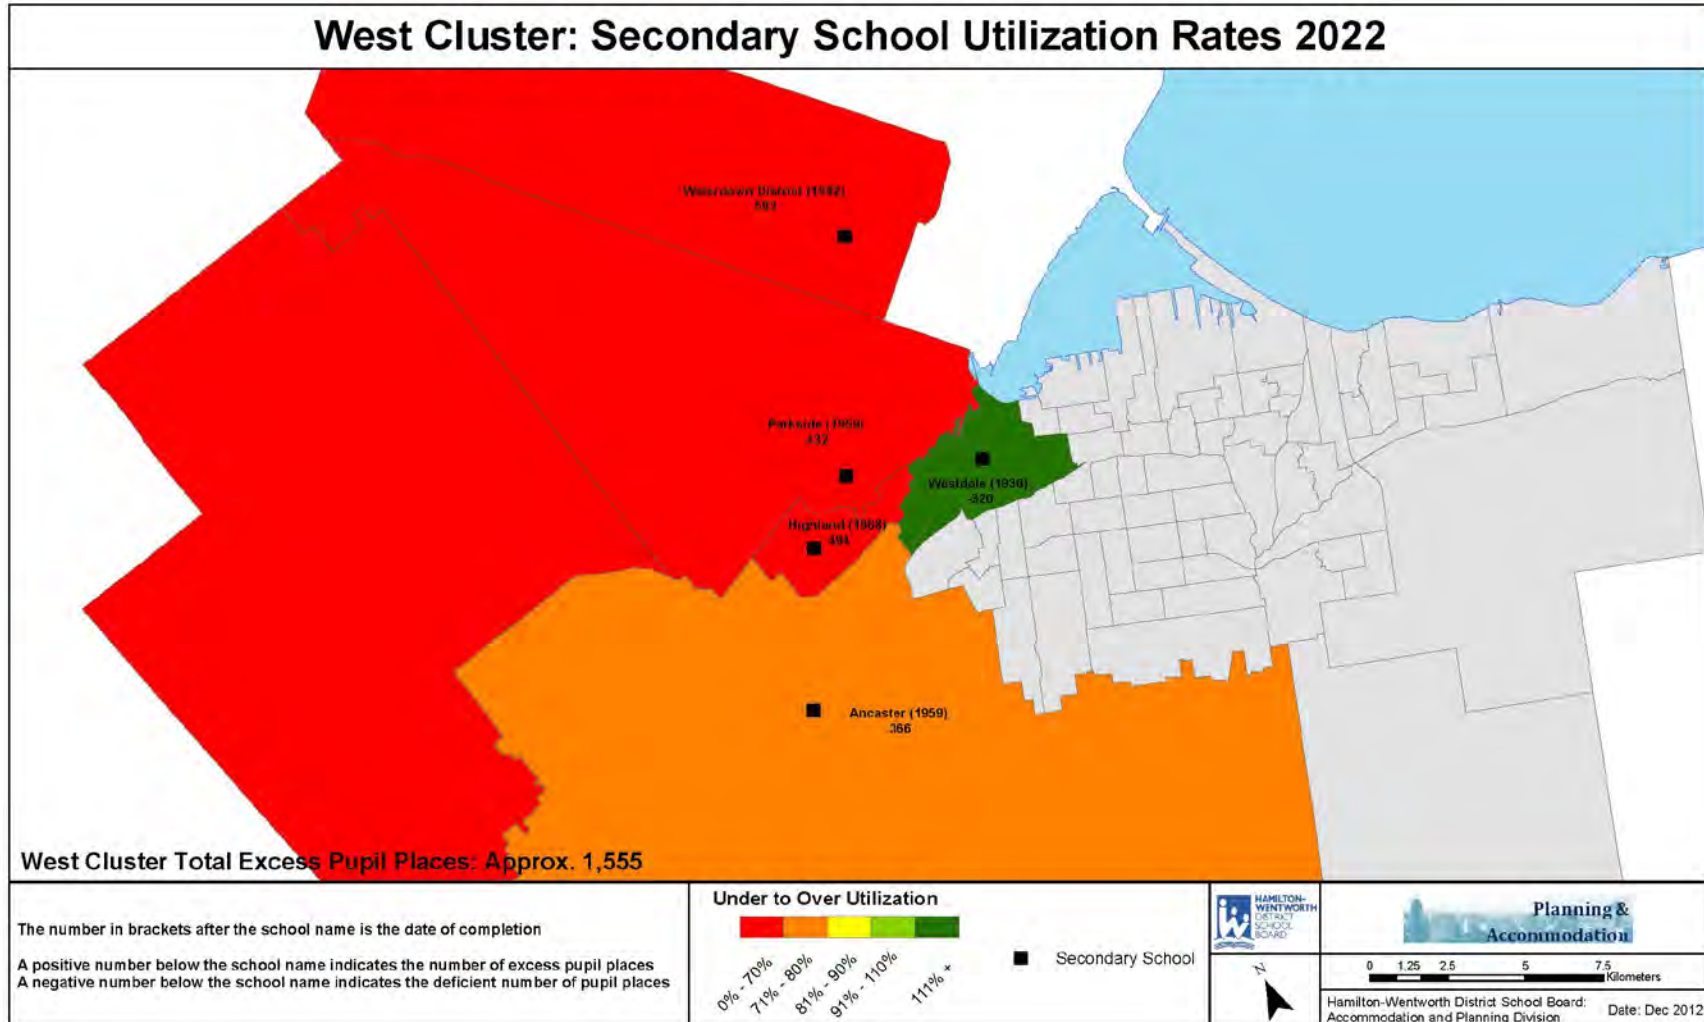 West Cluster: Secondary School Utilization Rates 2022
Waterdown District (1992)
Parkside
Westdale (1930)
-320
Highland (1968)
494
Ancaster (1959)
366
West Cluster Total Excess Pupil Places: Approx. 1,555
The number in brackets after the school name is the date of completion
A positive number below the school name indicates the number of excess pupil places
A negative number below the school name indicates the deficient number of pupil places
Under to Over Utilization
0% - 70%
71% - 80%
81% - 90%
91% - 110%
111% +
Secondary School
HAMILTON-
WENTWORTH
DISTRICT
SCHOOL
BOARD
N
Planning &
Accommodation
0 1.25 2.5 5 7.5
Kilometers
Hamilton-Wentworth District School Board:
Accommodation and Planning Division
Date: Dec 2012